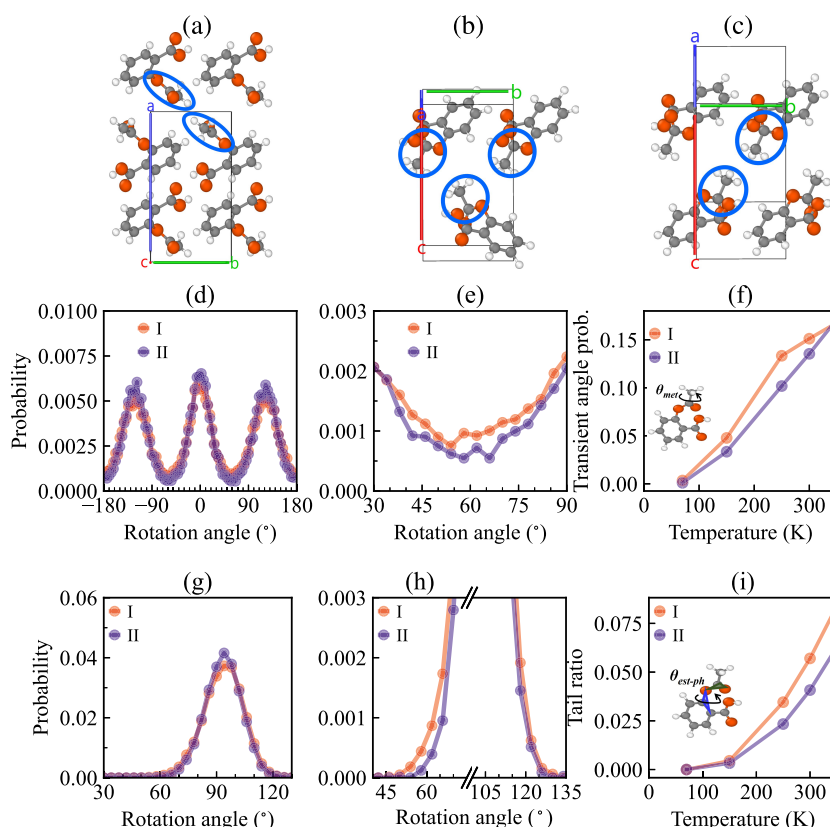 (a) (b) (c)
a
b
a
b
a
b
c
c
b
c
(d) (e) (f)
I
II
0.0100
0.0075
0.0050
0.0025
0.0000
Probability
−180 −90 0 90 180
Rotation angle (°)
I
II
0.003
0.002
0.001
0.000
30 45 60 75 90
Rotation angle (°)
I
II
0.15
0.10
0.05
0.00
Transient angle prob.
θmet
0 100 200 300
Temperature (K)
(g) (h) (i)
I
II
0.06
0.04
0.02
0.00
Probability
30 60 90 120
Rotation angle (°)
I
II
0.003
0.002
0.001
0.000
45 60 105 120 135
Rotation angle (°)
I
II
0.075
0.050
0.025
0.000
Tail ratio
θest-ph
0 100 200 300
Temperature (K)